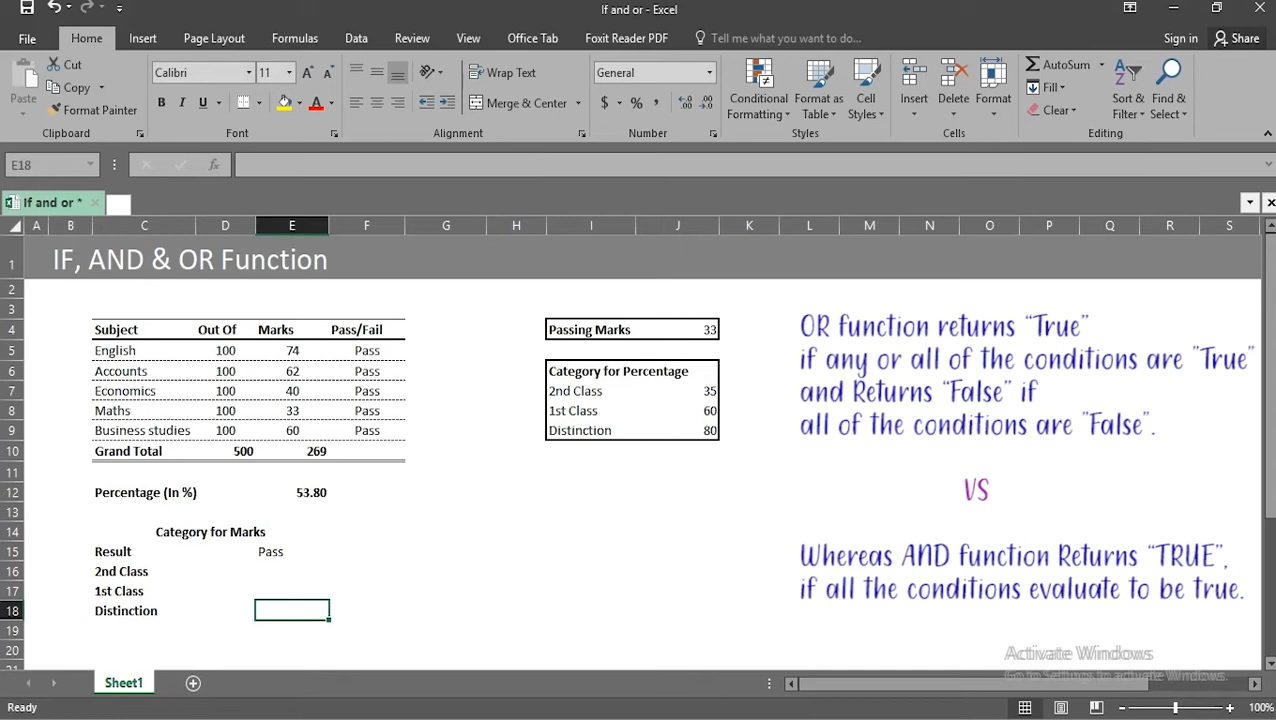 If and or - Excel
Sign in
Share
File
Home
Insert
Page Layout
Formulas
Data
Review
View
Office Tab
Foxit Reader PDF
Tell me what you want to do...
Paste
Cut
Copy
Format Painter
Clipboard
Calibri
11
B I U
A
Font
Wrap Text
Merge & Center
Alignment
General
$ % ,
Number
Conditional Formatting
Format as Table
Cell Styles
Styles
Insert
Delete
Format
Cells
AutoSum
Fill
Clear
Sort & Filter
Find & Select
Editing
E18
fx
If and or *
A B C D E F G H I J K L M N O P Q R S
1 IF, AND & OR Function
2
3
4 Subject Out Of Marks Pass/Fail Passing Marks 33
5 English 100 74 Pass
6 Accounts 100 62 Pass Category for Percentage
7 Economics 100 40 Pass 2nd Class 35
8 Maths 100 33 Pass 1st Class 60
9 Business studies 100 60 Pass Distinction 80
10 Grand Total 500 269
11
12 Percentage (In %) 53.80
13
14 Category for Marks
15 Result Pass
16 2nd Class
17 1st Class
18 Distinction
19
20
21
OR function returns "True"
if any or all of the conditions are "True"
and Returns "False" if
all of the conditions are "False".
VS
Whereas AND function Returns "TRUE",
if all the conditions evaluate to be true.
Activate Windows
Go to Settings to activate Windows.
Sheet1
Ready
100%